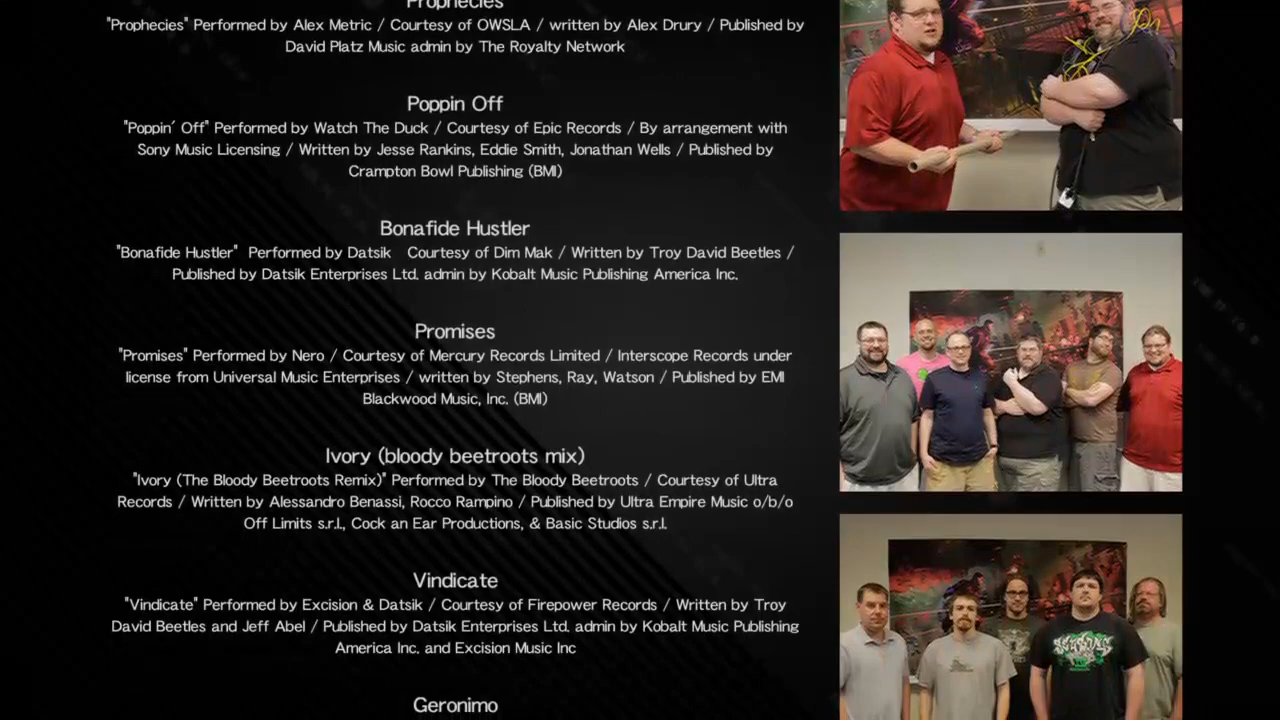 Prophecies
"Prophecies" Performed by Alex Metric / Courtesy of OWSLA / written by Alex Drury / Published by
David Platz Music admin by The Royalty Network
Poppin Off
"Poppin´ Off" Performed by Watch The Duck / Courtesy of Epic Records / By arrangement with
Sony Music Licensing / Written by Jesse Rankins, Eddie Smith, Jonathan Wells / Published by
Crampton Bowl Publishing (BMI)
Bonafide Hustler
"Bonafide Hustler" Performed by Datsik Courtesy of Dim Mak / Written by Troy David Beetles /
Published by Datsik Enterprises Ltd. admin by Kobalt Music Publishing America Inc.
Promises
"Promises" Performed by Nero / Courtesy of Mercury Records Limited / Interscope Records under
license from Universal Music Enterprises / written by Stephens, Ray, Watson / Published by EMI
Blackwood Music, Inc. (BMI)
Ivory (bloody beetroots mix)
"Ivory (The Bloody Beetroots Remix)" Performed by The Bloody Beetroots / Courtesy of Ultra
Records / Written by Alessandro Benassi, Rocco Rampino / Published by Ultra Empire Music o/b/o
Off Limits s.r.l., Cock an Ear Productions, & Basic Studios s.r.l.
Vindicate
"Vindicate" Performed by Excision & Datsik / Courtesy of Firepower Records / Written by Troy
David Beetles and Jeff Abel / Published by Datsik Enterprises Ltd. admin by Kobalt Music Publishing
America Inc. and Excision Music Inc
Geronimo